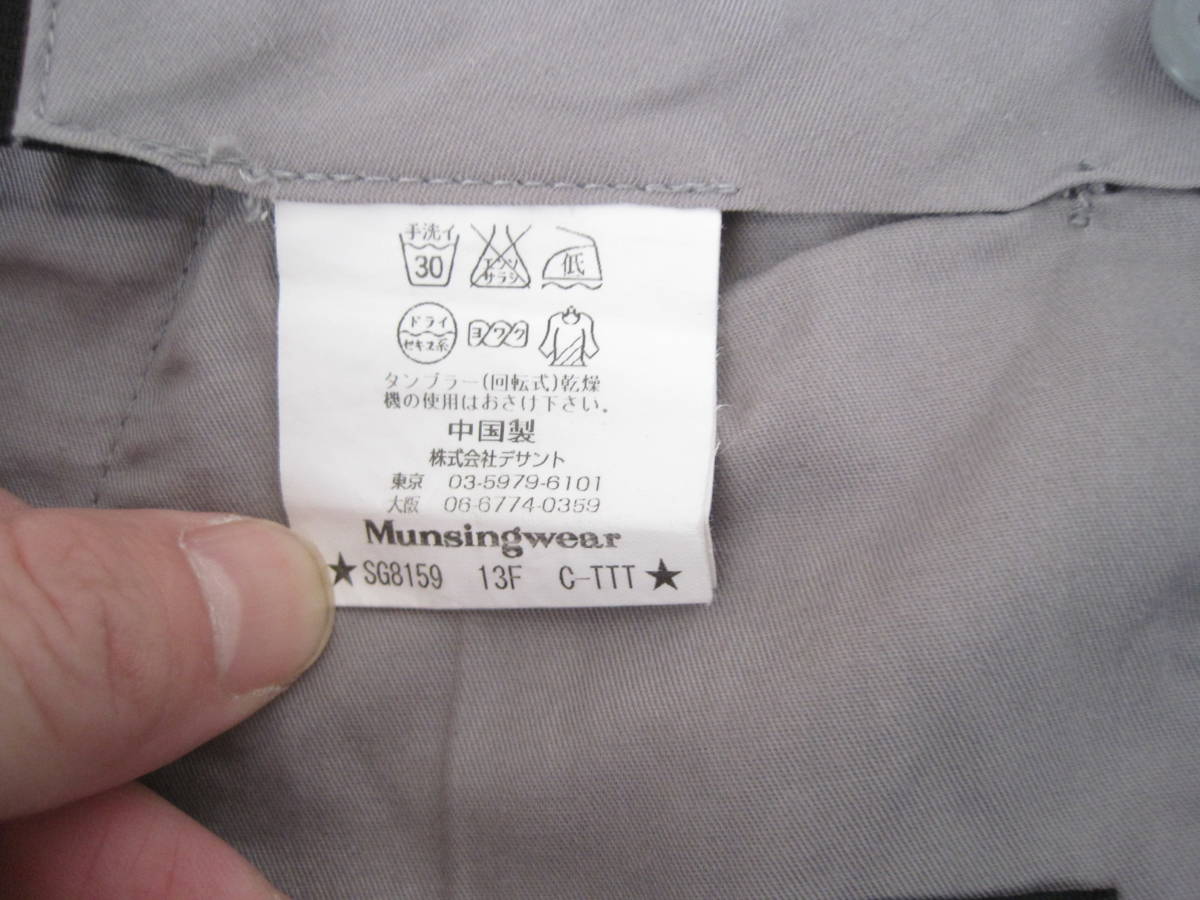 手洗イ
30
エンソ
サラシ
低
ドライ
セキユ系
ヨワク
タンブラー(回転式)乾燥
機の使用はおさけ下さい。
中国製
株式会社デサント
東京 03-5979-6101
大阪 06-6774-0359
Munsingwear
★SG8159 13F C-TTT★